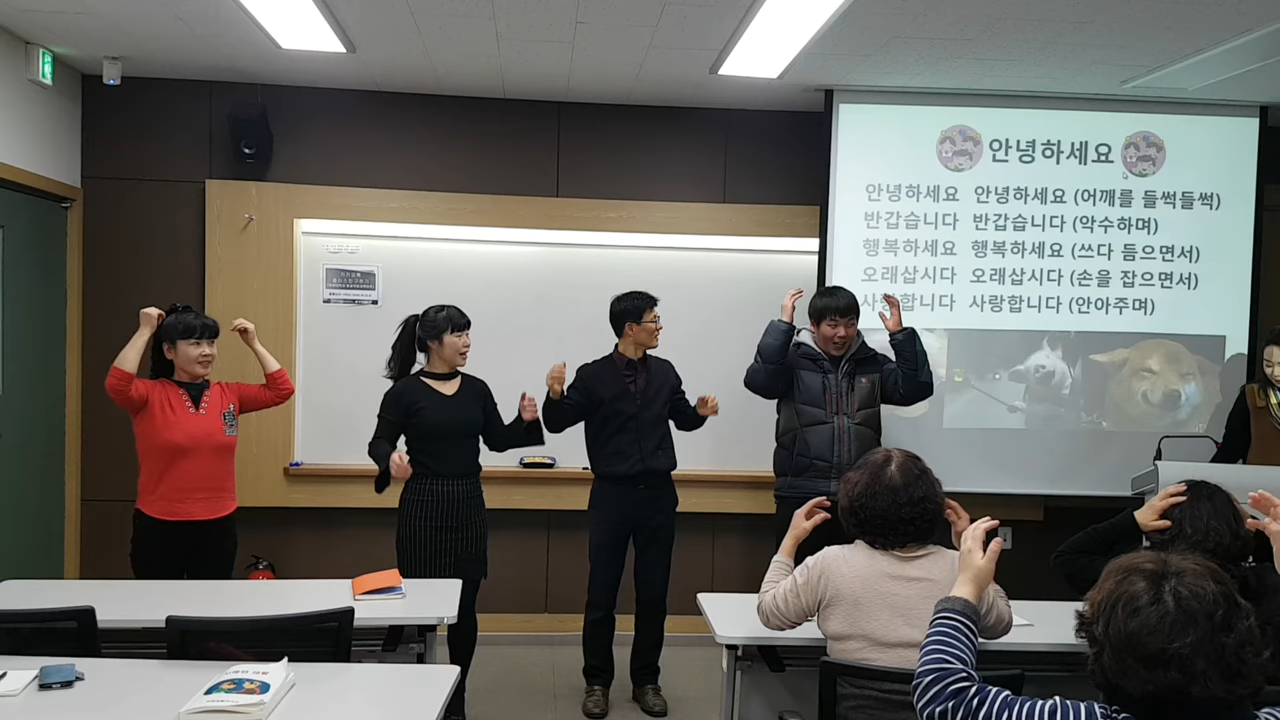 안녕하세요
안녕하세요 안녕하세요 (어깨를 들썩들썩)
반갑습니다 반갑습니다 (악수하며)
행복하세요 행복하세요 (쓰다 듬으면서)
오래삽시다 오래삽시다 (손을 잡으면서)
사랑합니다 사랑합니다 (안아주며)